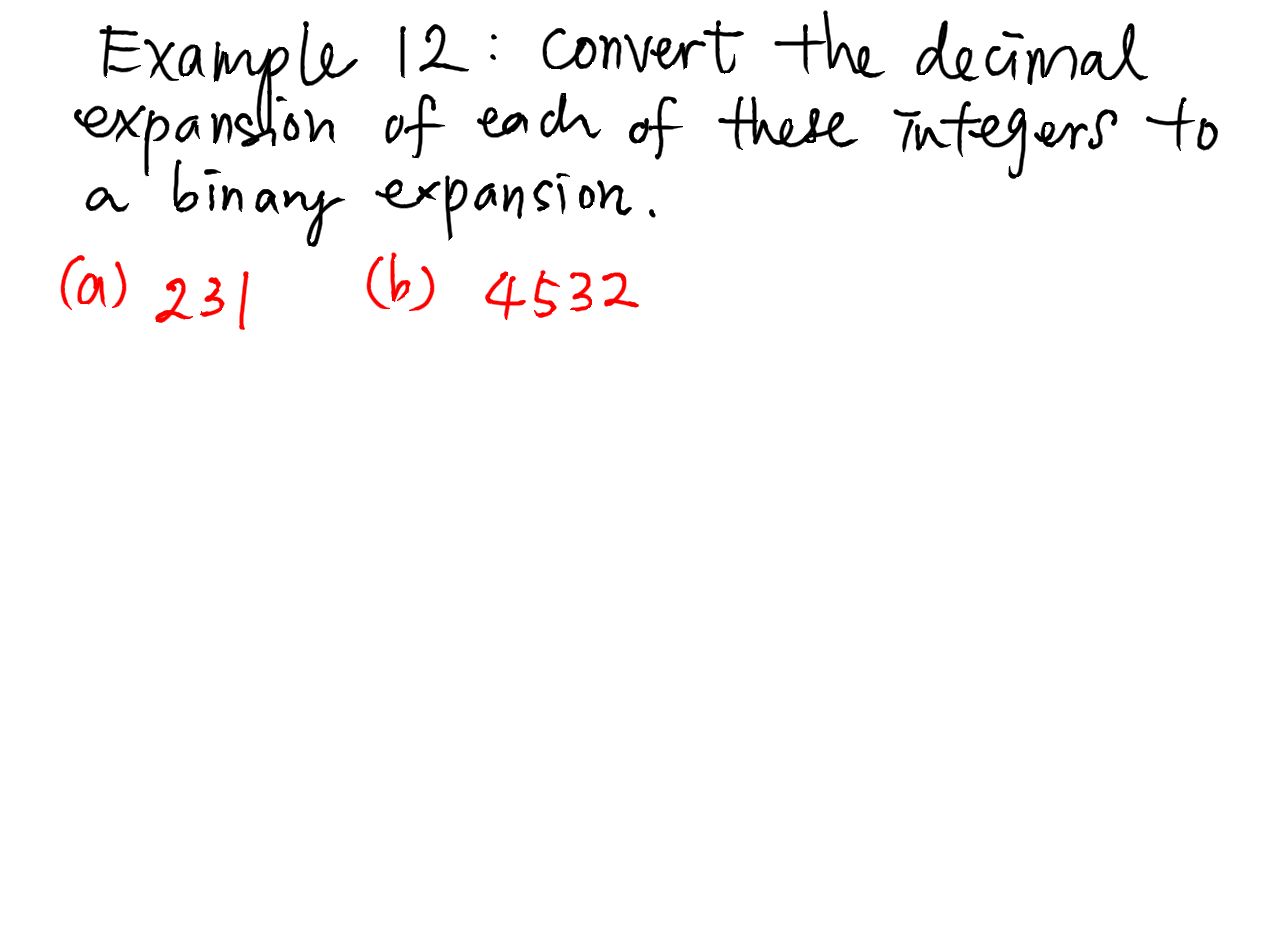 Example 12: convert the decimal
expansion of each of these integers to
a binary expansion.
(a) 231 (b) 4532